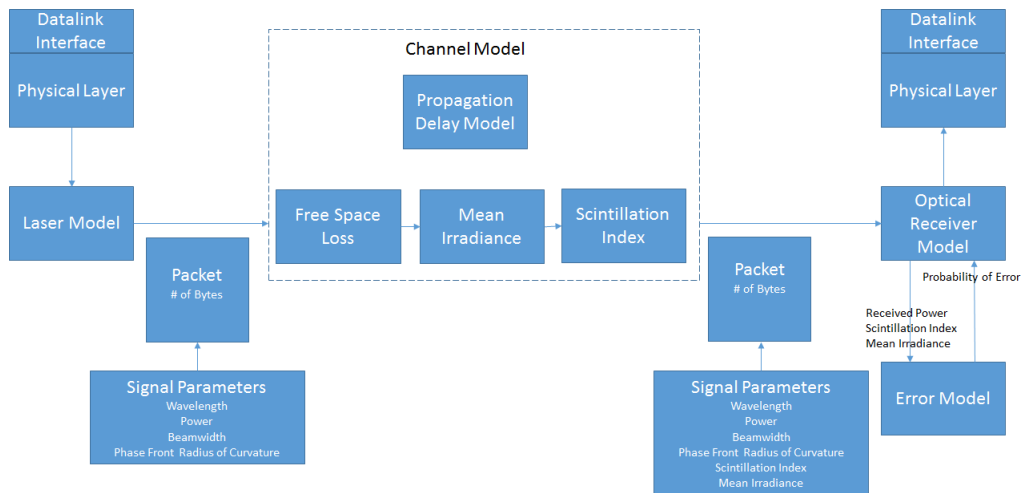 Datalink
Interface
Physical Layer
Laser Model
Channel Model
Propagation
Delay Model
Free Space
Loss
Mean
Irradiance
Scintillation
Index
Packet
# of Bytes
Signal Parameters
Wavelength
Power
Beamwidth
Phase Front Radius of Curvature
Packet
# of Bytes
Signal Parameters
Wavelength
Power
Beamwidth
Phase Front Radius of Curvature
Scintillation Index
Mean Irradiance
Datalink
Interface
Physical Layer
Optical
Receiver
Model
Probability of Error
Received Power
Scintillation Index
Mean Irradiance
Error Model